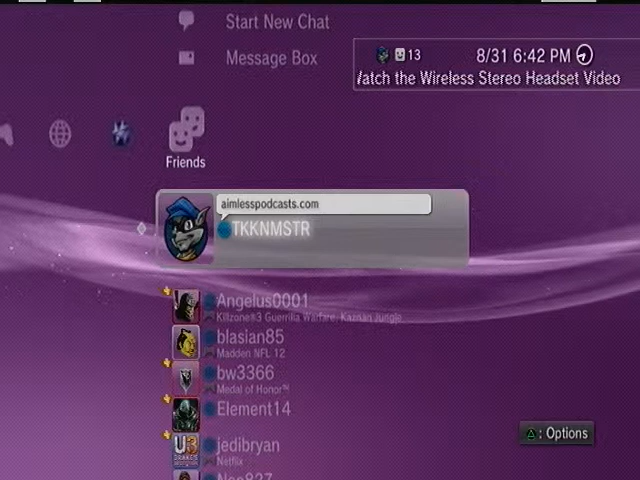 Start New Chat
Message Box
13
8/31 6:42 PM
/atch the Wireless Stereo Headset Video
Friends
aimlesspodcasts.com
TKKNMSTR
Angelus0001
Killzone®3 Guerrilla Warfare, Kaznan Jungle
blasian85
Madden NFL 12
bw3366
Medal of Honor™
Element14
U3
jedibryan
Netflix
: Options